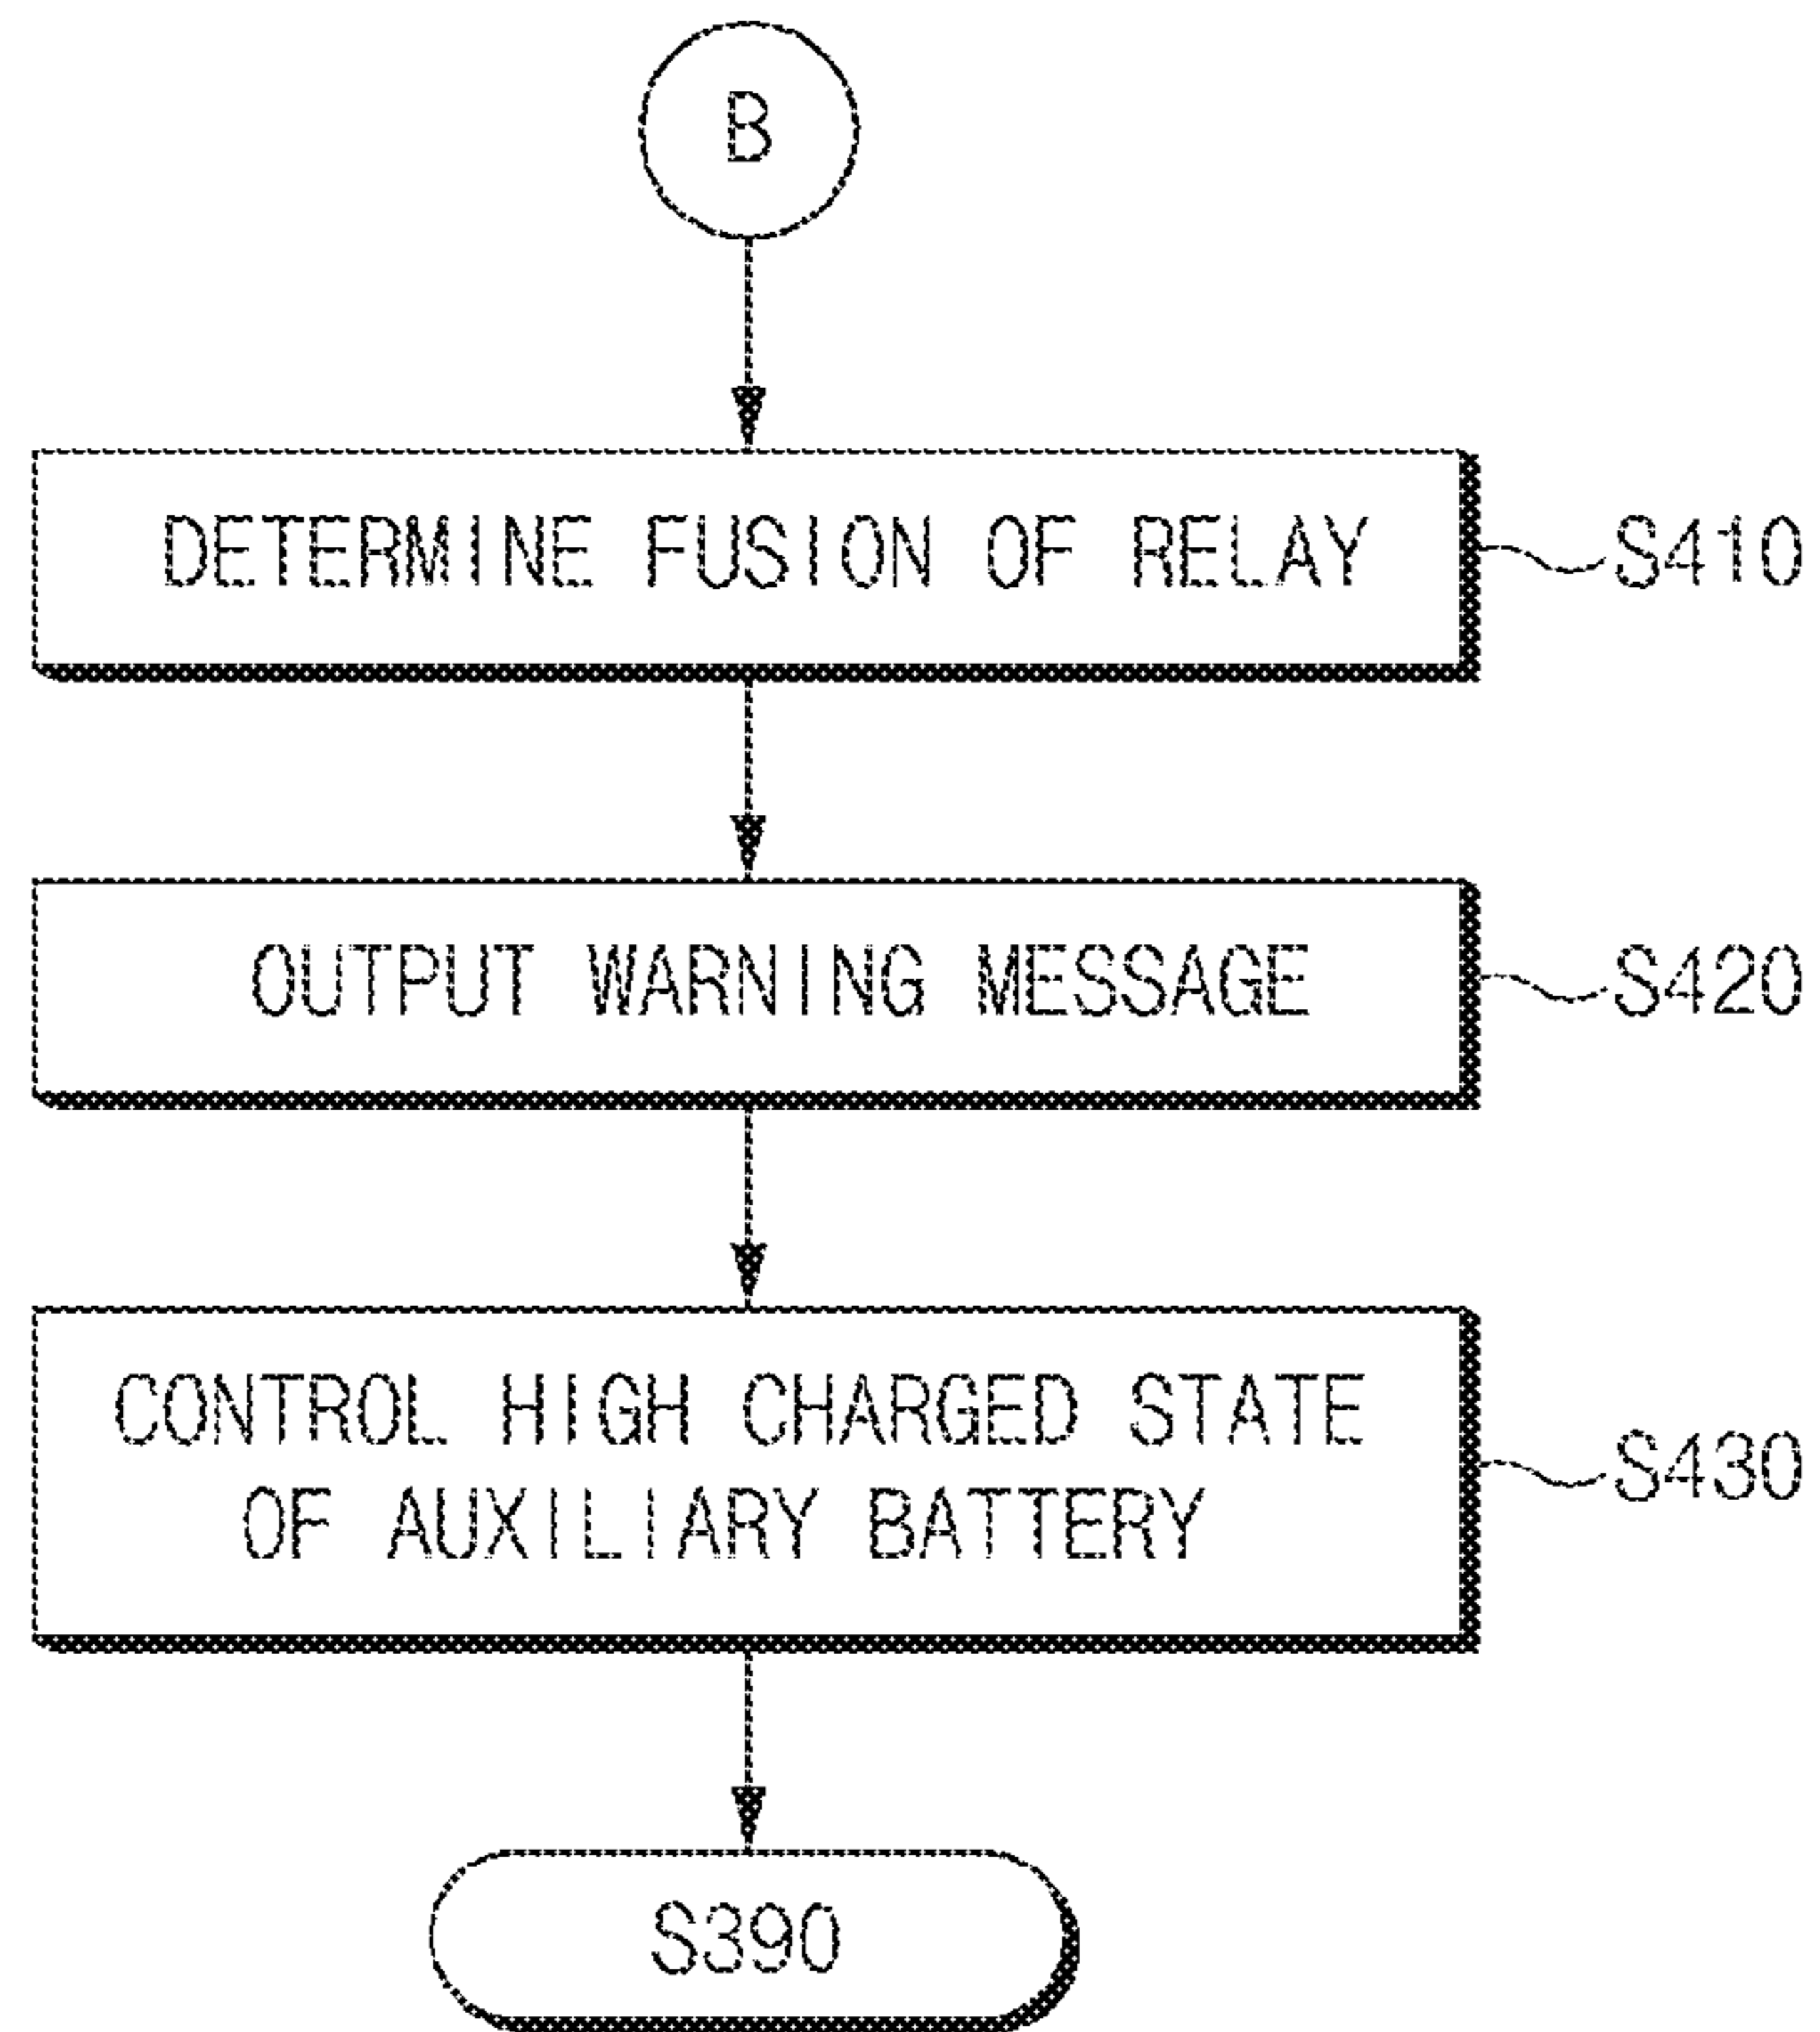 B
DETERMINE FUSION OF RELAY
S410
OUTPUT WARNING MESSAGE
S420
CONTROL HIGH CHARGED STATE
OF AUXILIARY BATTERY
S430
S390